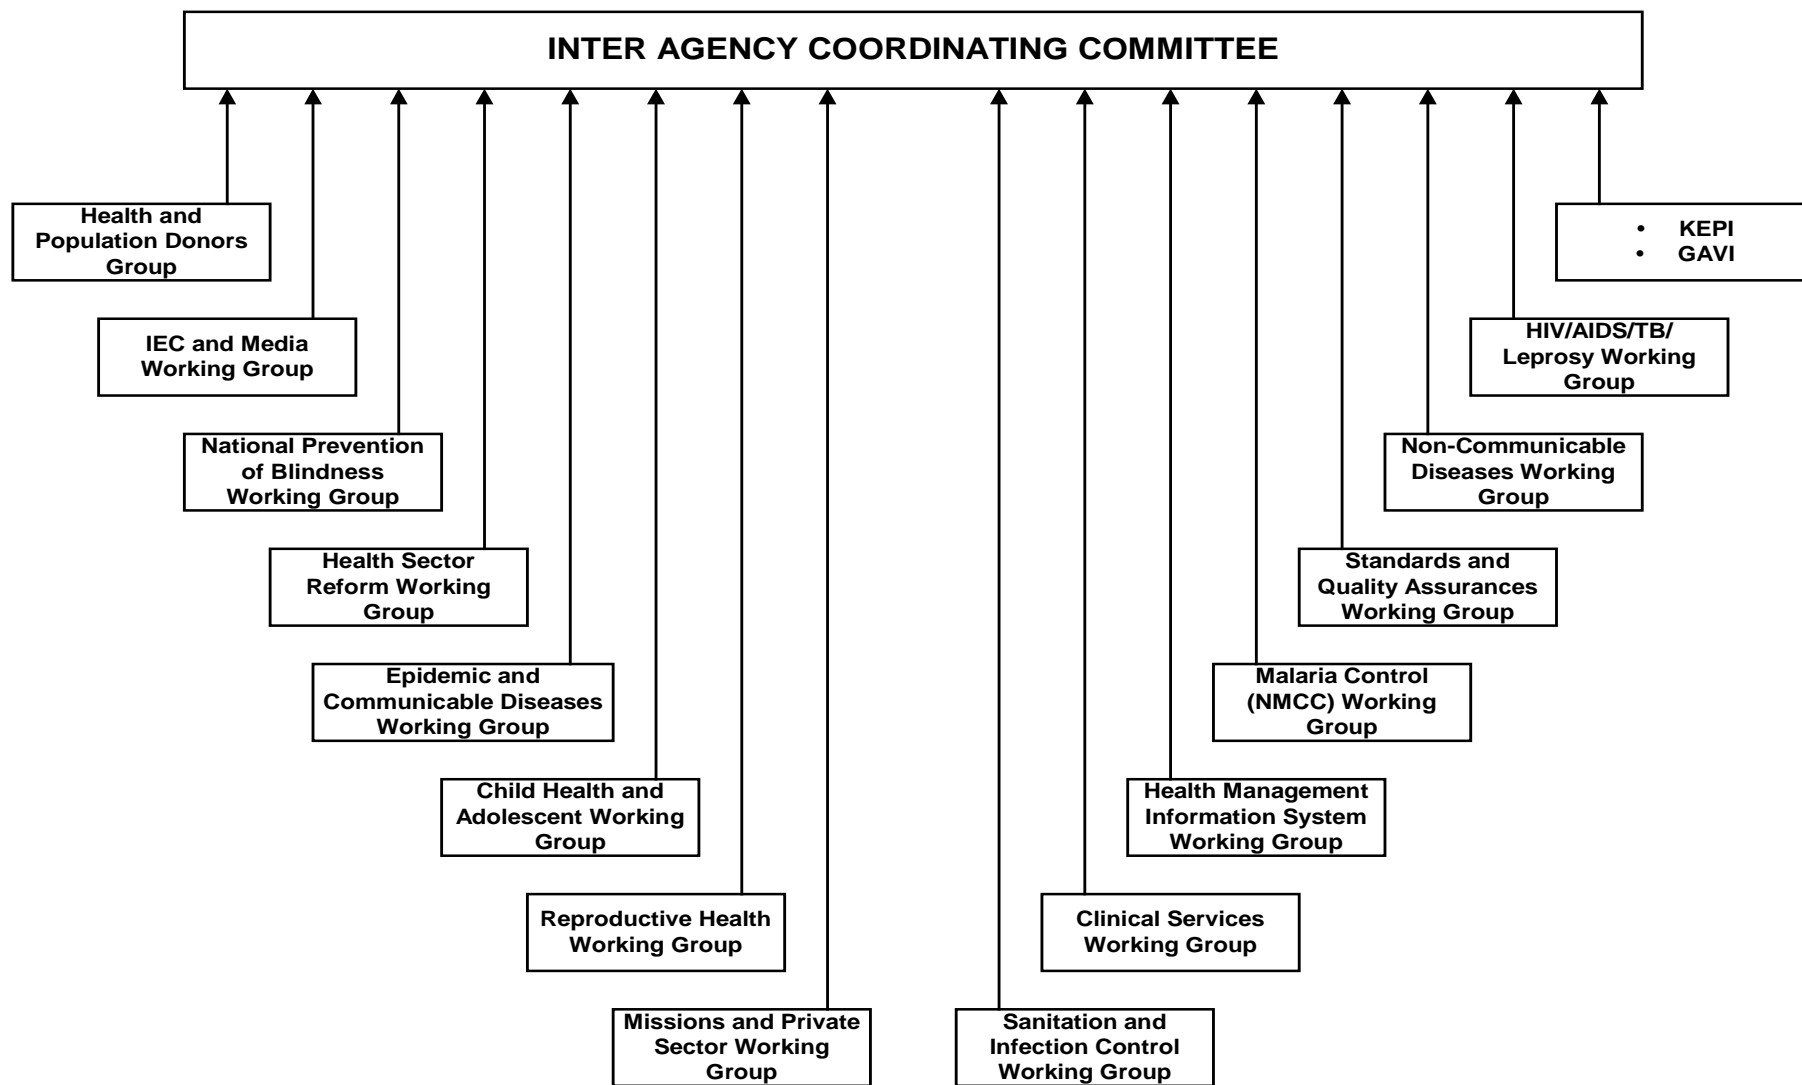 INTER AGENCY COORDINATING COMMITTEE
Health and
Population Donors
Group
• KEPI
• GAVI
IEC and Media
Working Group
HIV/AIDS/TB/
Leprosy Working
Group
National Prevention
of Blindness
Working Group
Non-Communicable
Diseases Working
Group
Health Sector
Reform Working
Group
Standards and
Quality Assurances
Working Group
Epidemic and
Communicable Diseases
Working Group
Malaria Control
(NMCC) Working
Group
Child Health and
Adolescent Working
Group
Health Management
Information System
Working Group
Reproductive Health
Working Group
Clinical Services
Working Group
Missions and Private
Sector Working
Group
Sanitation and
Infection Control
Working Group